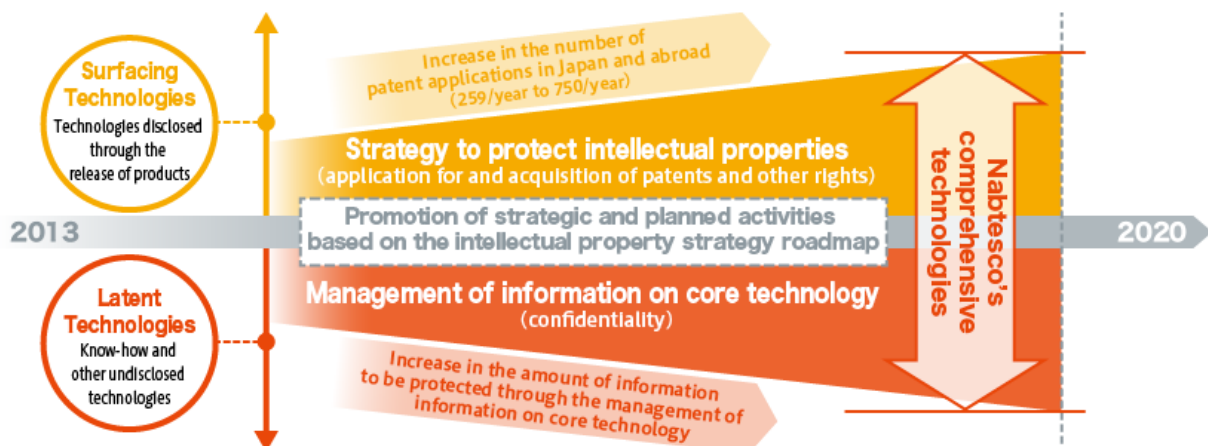 Surfacing
Technologies
Technologies disclosed
through the
release of products
Increase in the number of
patent applications in Japan and abroad
(259/year to 750/year)
Strategy to protect intellectual properties
(application for and acquisition of patents and other rights)
2013
Promotion of strategic and planned activities
based on the intellectual property strategy roadmap
2020
Nabtesco's
comprehensive
technologies
Latent
Technologies
Know-how and
other undisclosed
technologies
Management of information on core technology
(confidentiality)
Increase in the amount of information
to be protected through the management of
information on core technology